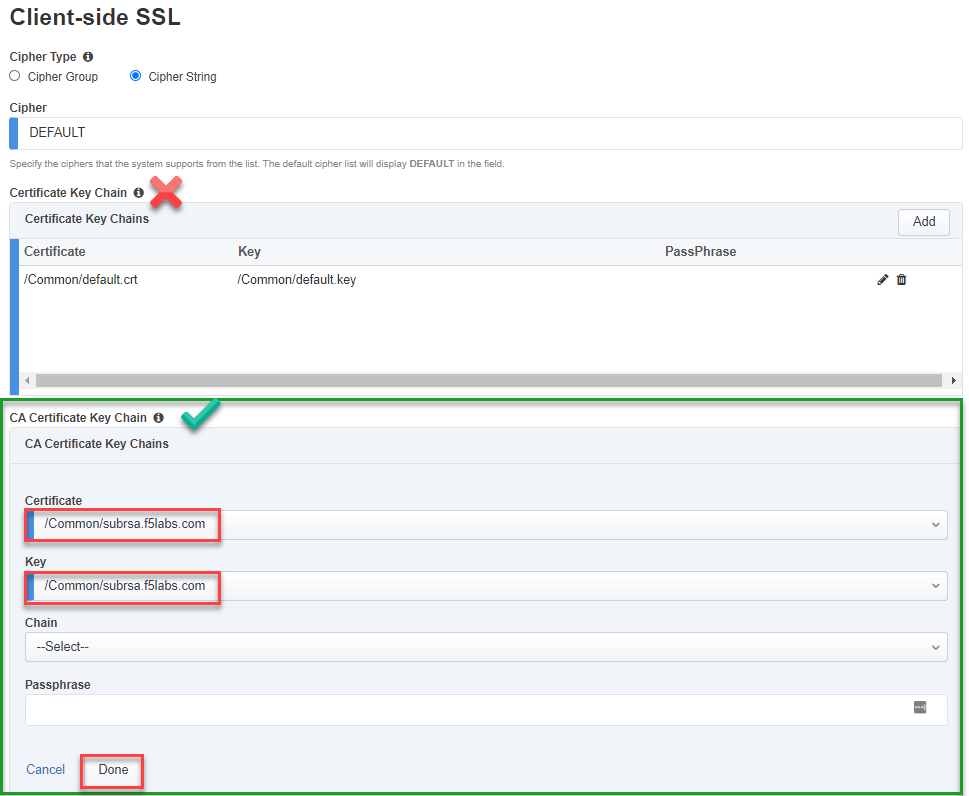 Client-side SSL
Cipher Type
Cipher Group Cipher String
Cipher
DEFAULT
Specify the ciphers that the system supports from the list. The default cipher list will display DEFAULT in the field.
Certificate Key Chain
Certificate Key Chains Add
Certificate Key PassPhrase
/Common/default.crt /Common/default.key
CA Certificate Key Chain
CA Certificate Key Chains
Certificate
/Common/subrsa.f5labs.com
Key
/Common/subrsa.f5labs.com
Chain
--Select--
Passphrase
Cancel Done